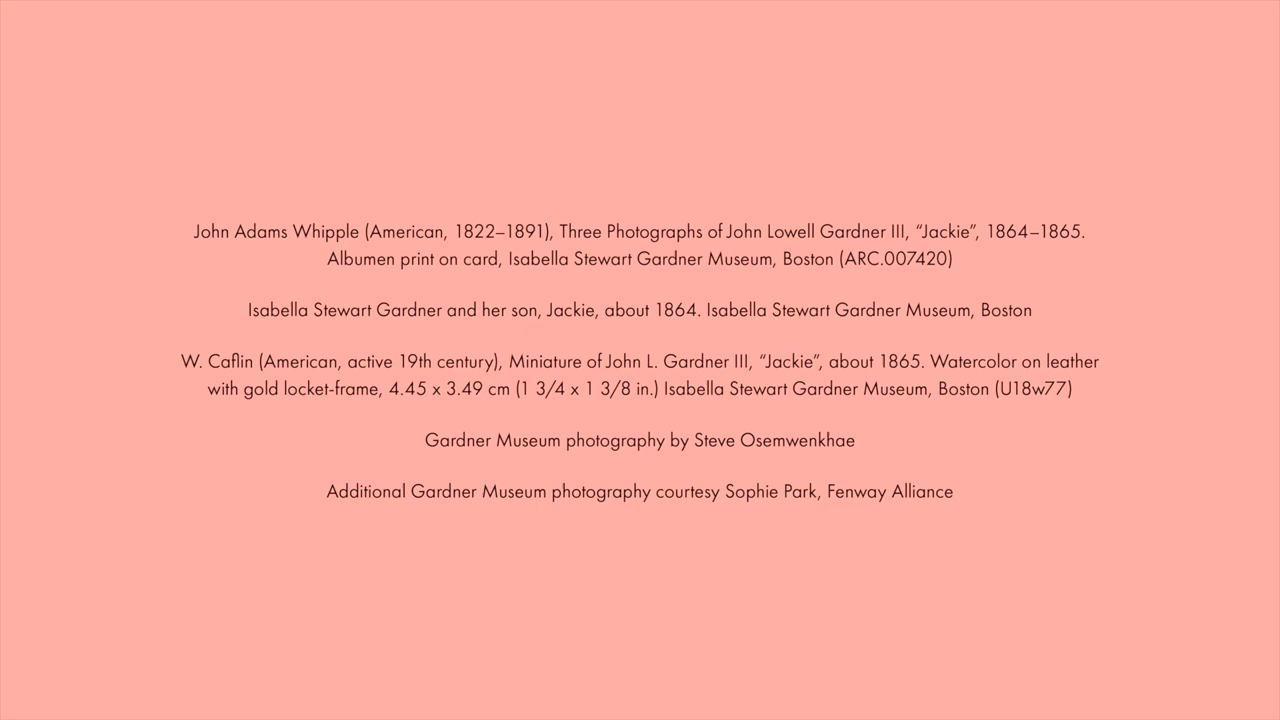 John Adams Whipple (American, 1822–1891), Three Photographs of John Lowell Gardner III, “Jackie”, 1864–1865.
Albumen print on card, Isabella Stewart Gardner Museum, Boston (ARC.007420)
Isabella Stewart Gardner and her son, Jackie, about 1864. Isabella Stewart Gardner Museum, Boston
W. Caflin (American, active 19th century), Miniature of John L. Gardner III, “Jackie”, about 1865. Watercolor on leather
with gold locket-frame, 4.45 x 3.49 cm (1 3/4 x 1 3/8 in.) Isabella Stewart Gardner Museum, Boston (U18w77)
Gardner Museum photography by Steve Osemwenkhae
Additional Gardner Museum photography courtesy Sophie Park, Fenway Alliance